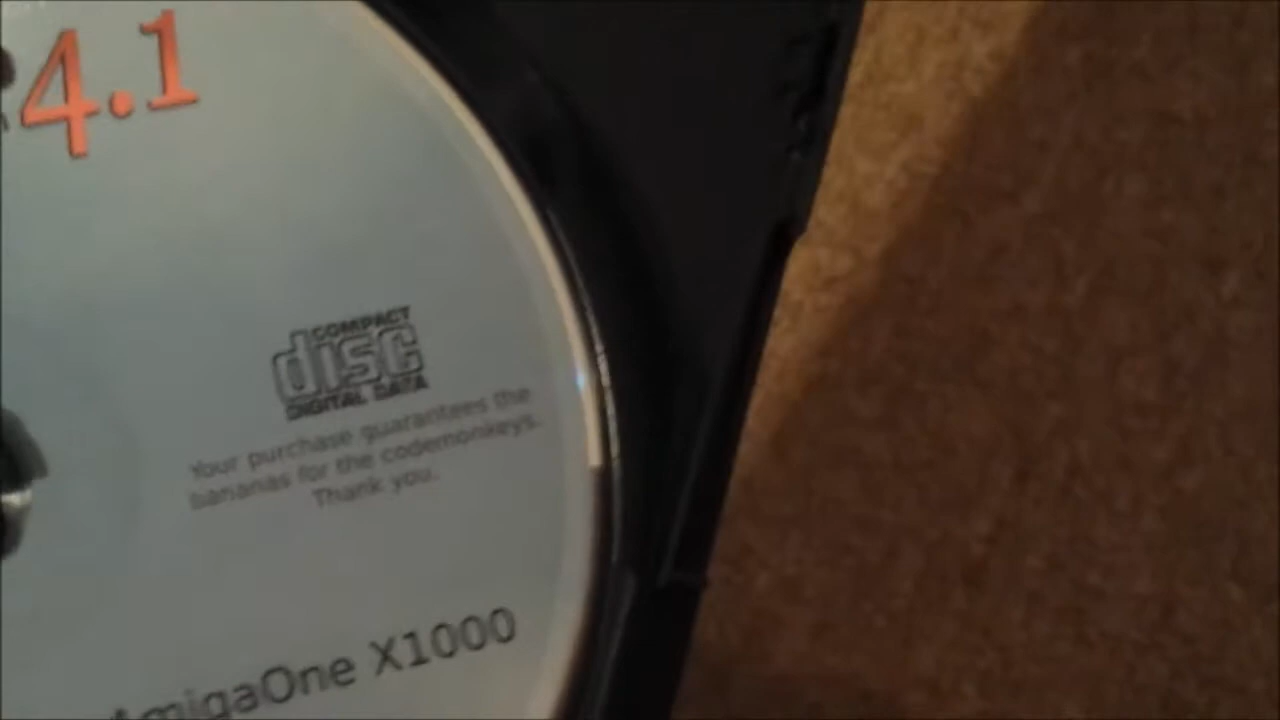 4.1
COMPACT
disc
DIGITAL DATA
Your purchase guarantees the
bananas for the codemonkeys.
Thank you.
AmigaOne X1000